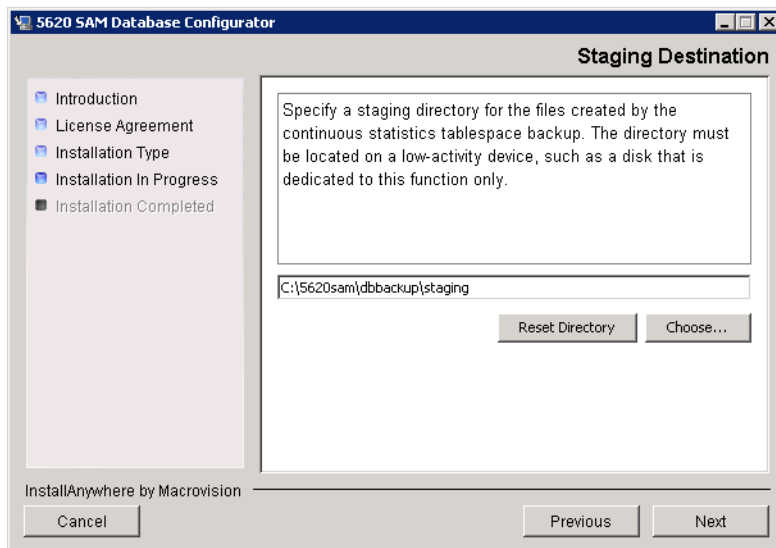 5620 SAM Database Configurator
Staging Destination
Introduction
License Agreement
Installation Type
Installation In Progress
Installation Completed
Specify a staging directory for the files created by the
continuous statistics tablespace backup. The directory must
be located on a low-activity device, such as a disk that is
dedicated to this function only.
C:\5620sam\dbbackup\staging
Reset Directory
Choose...
InstallAnywhere by Macrovision
Cancel
Previous
Next